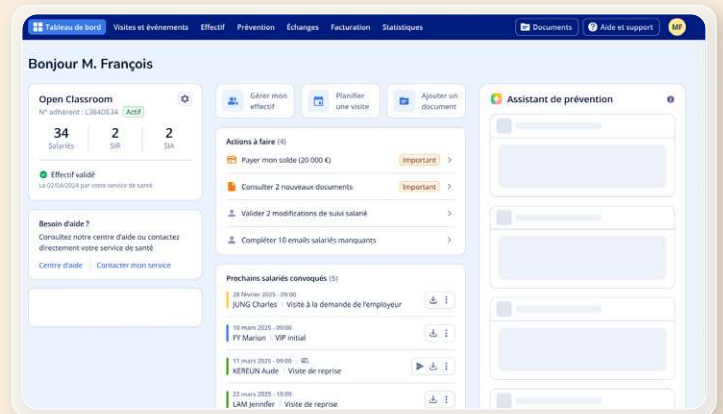 Tableau de bord Visites et événements Effectif Prévention Échanges Facturation Statistiques Documents Aide et support MF
Bonjour M. François
Open Classroom
N° adhérent : L384DE34 Actif
34 2 2
Salariés SIR SIA
Effectif validé
Le 02/04/2024 par votre service de santé
Besoin d'aide ?
Consultez notre centre d'aide ou contactez
directement votre service de santé
Centre d'aide Contacter mon service
Gérer mon
effectif
Planifier
une visite
Ajouter un
document
Actions à faire (4)
Payer mon solde (20 000 €) Important
Consulter 2 nouveaux documents Important
Valider 2 modifications de suivi salarié
Compléter 10 emails salariés manquants
Prochains salariés convoqués (5)
28 février 2025 - 09:00
JUNG Charles Visite à la demande de l'employeur
10 mars 2025 - 09:00
FY Marion VIP initial
11 mars 2025 - 09:00
KEREUN Aude Visite de reprise
22 mars 2025 - 10:00
LAM Jennifer Visite de reprise
Assistant de prévention